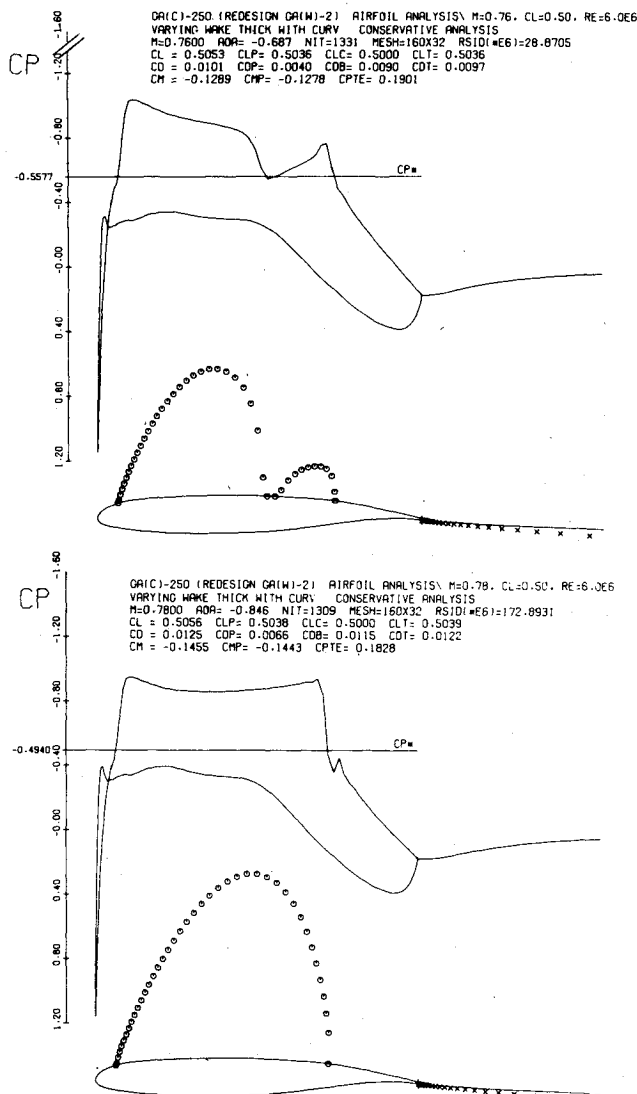 GA(C)-250 (REDESIGN GA(W)-2) AIRFOIL ANALYSIS\ M=0.76, CL=0.50, RE=6.0E6
VARYING WAKE THICK WITH CURV CONSERVATIVE ANALYSIS
M=0.7600 AOA= -0.687 NIT=1331 MESH=160X32 RSID(*E6)=28.8705
CL = 0.5053 CLP= 0.5036 CLC= 0.5000 CLT= 0.5036
CD = 0.0101 CDP= 0.0040 CDB= 0.0090 CDT= 0.0097
CM = -0.1289 CMP= -0.1278 CPTE= 0.1901
CP
-1.60
-1.20
-0.80
-0.5577
CP*
-0.40
-0.00
0.40
0.80
1.20
GA(C)-250 (REDESIGN GA(W)-2) AIRFOIL ANALYSIS\ M=0.78, CL=0.50, RE=6.0E6
VARYING WAKE THICK WITH CURV CONSERVATIVE ANALYSIS
M=0.7800 AOA= -0.846 NIT=1309 MESH=160X32 RSID(*E6)=172.8931
CL = 0.5056 CLP= 0.5038 CLC= 0.5000 CLT= 0.5039
CD = 0.0125 CDP= 0.0066 CDB= 0.0115 CDT= 0.0122
CM = -0.1455 CMP= -0.1443 CPTE= 0.1828
CP
-1.60
-1.20
-0.80
-0.4940
CP*
-0.40
-0.00
0.40
0.80
1.20